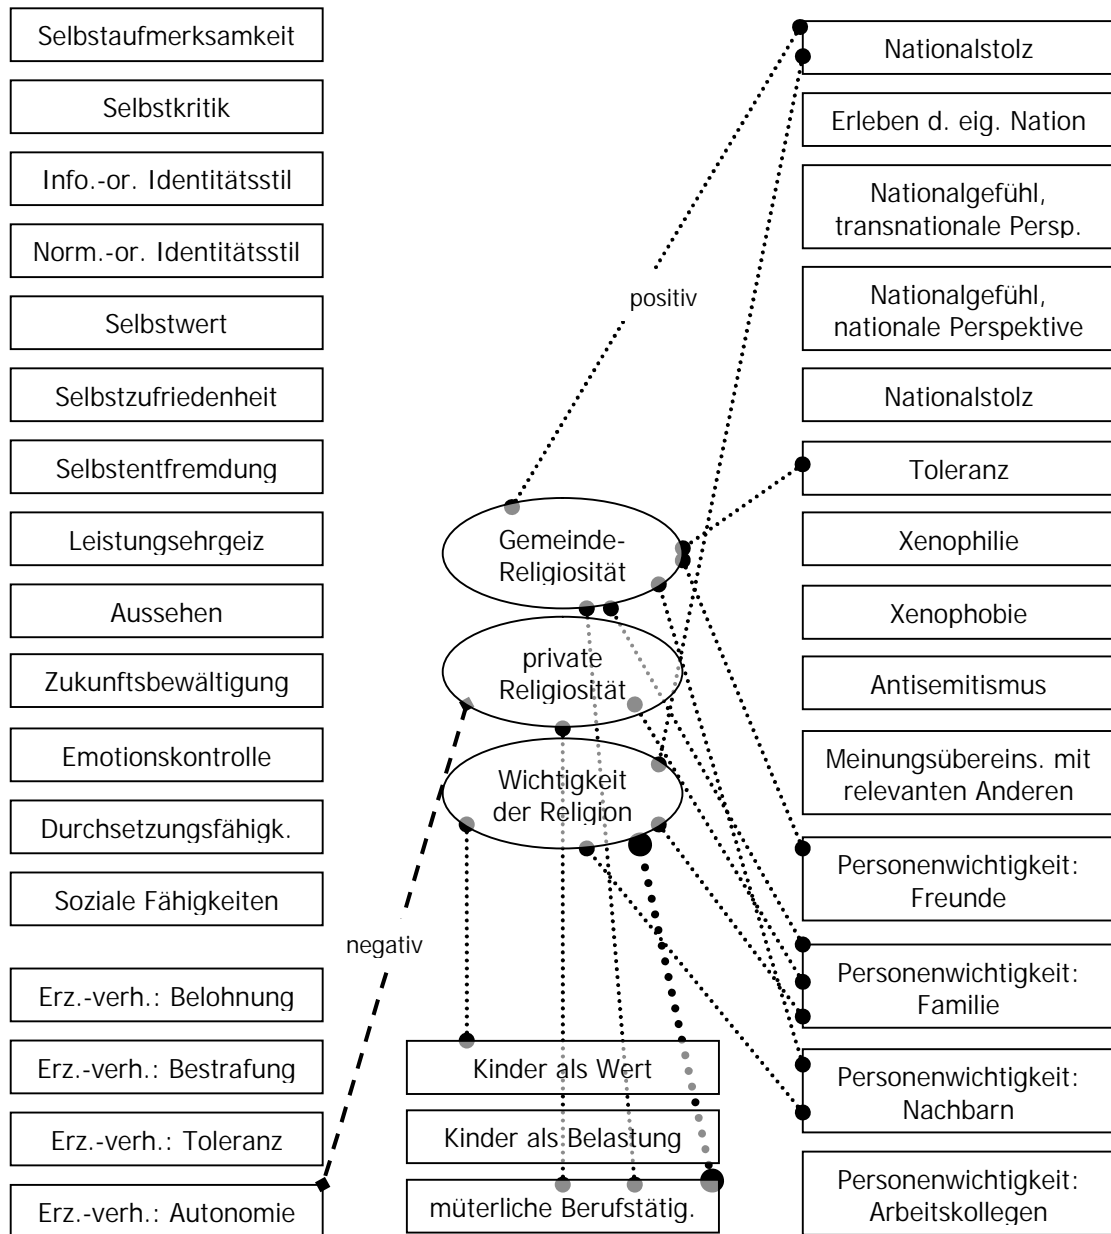 Selbstaufmerksamkeit
Selbstkritik
Info.-or. Identitätsstil
Norm.-or. Identitätsstil
Selbstwert
Selbstzufriedenheit
Selbstentfremdung
Leistungsehrgeiz
Aussehen
Zukunftsbewältigung
Emotionskontrolle
Durchsetzungsfähigk.
Soziale Fähigkeiten
Erz.-verh.: Belohnung
Erz.-verh.: Bestrafung
Erz.-verh.: Toleranz
Erz.-verh.: Autonomie
positiv
Gemeinde-
Religiosität
private
Religiosität
Wichtigkeit
der Religion
negativ
Kinder als Wert
Kinder als Belastung
müterliche Berufstätig.
Nationalstolz
Erleben d. eig. Nation
Nationalgefühl,
transnationale Persp.
Nationalgefühl,
nationale Perspektive
Nationalstolz
Toleranz
Xenophilie
Xenophobie
Antisemitismus
Meinungsübereins. mit
relevanten Anderen
Personenwichtigkeit:
Freunde
Personenwichtigkeit:
Familie
Personenwichtigkeit:
Nachbarn
Personenwichtigkeit:
Arbeitskollegen